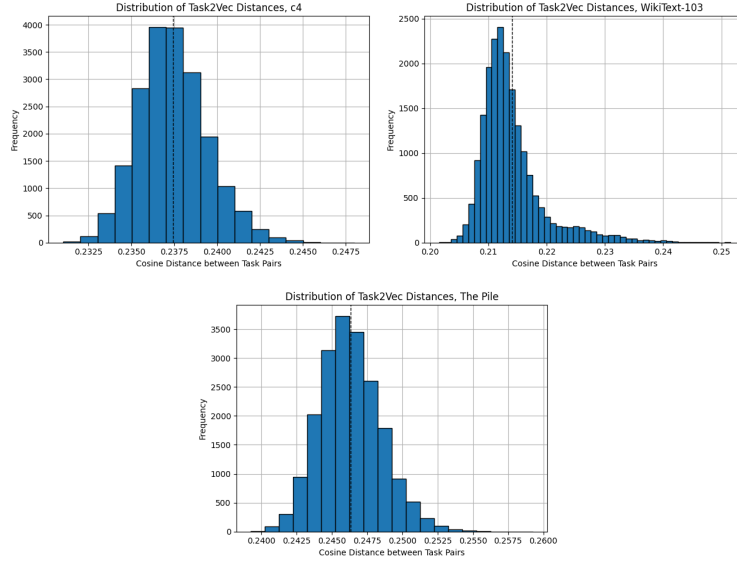 Distribution of Task2Vec Distances, c4
Frequency
4000
3500
3000
2500
2000
1500
1000
500
0
0.2325 0.2350 0.2375 0.2400 0.2425 0.2450 0.2475
Cosine Distance between Task Pairs
Distribution of Task2Vec Distances, WikiText-103
Frequency
2500
2000
1500
1000
500
0
0.20 0.21 0.22 0.23 0.24 0.25
Cosine Distance between Task Pairs
Distribution of Task2Vec Distances, The Pile
Frequency
3500
3000
2500
2000
1500
1000
500
0
0.2400 0.2425 0.2450 0.2475 0.2500 0.2525 0.2550 0.2575 0.2600
Cosine Distance between Task Pairs